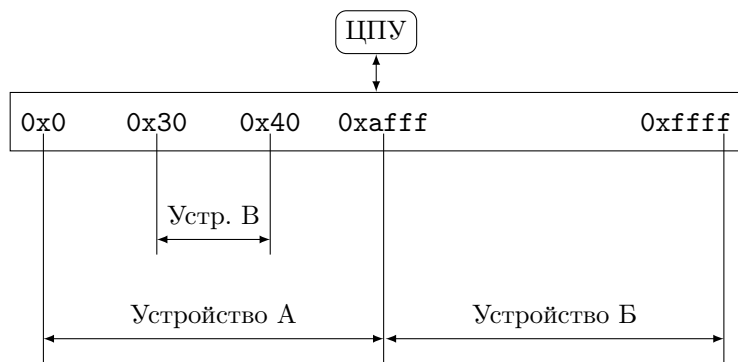 ЦПУ
0x0 0x30 0x40 0xafff 0xffff
Устр. В
Устройство А Устройство Б